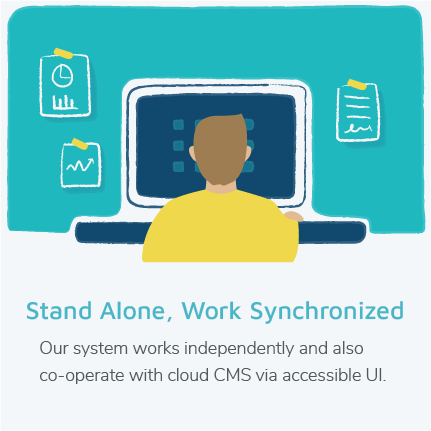 Stand Alone, Work Synchronized
Our system works independently and also
co-operate with cloud CMS via accessible UI.